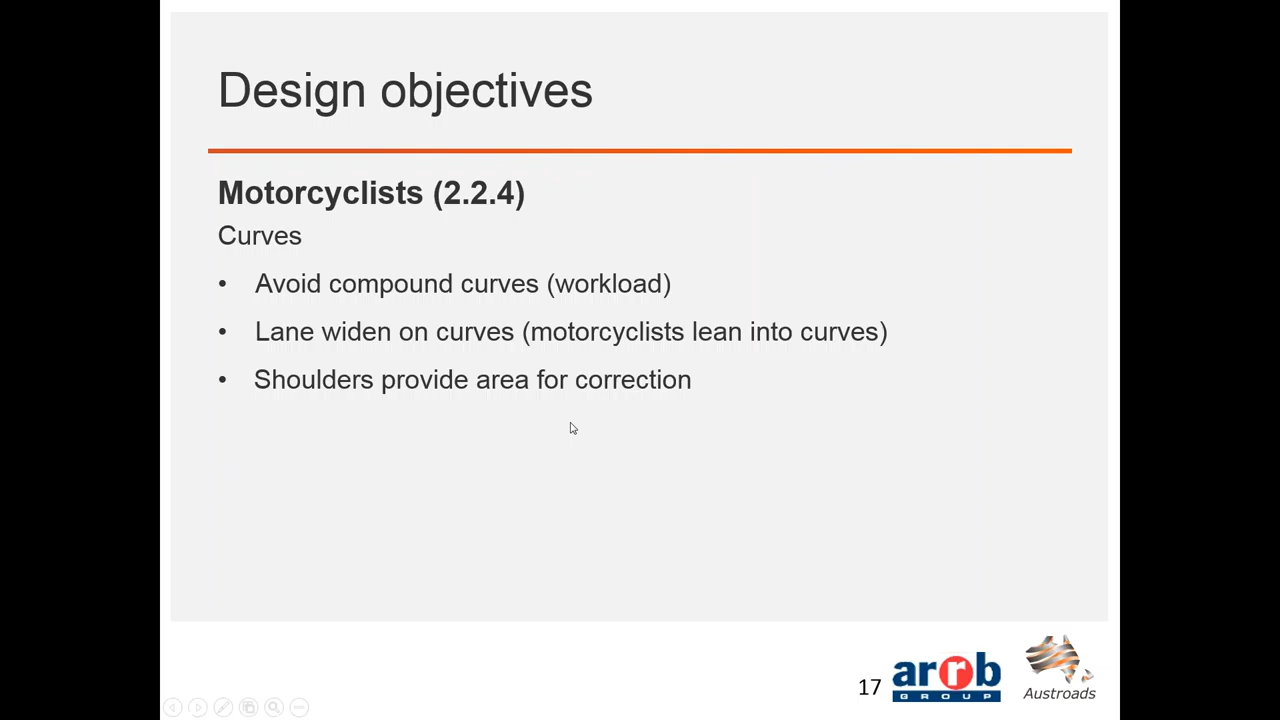 Design objectives
Motorcyclists (2.2.4)
Curves
• Avoid compound curves (workload)
• Lane widen on curves (motorcyclists lean into curves)
• Shoulders provide area for correction
17
arrb
GROUP
Austroads